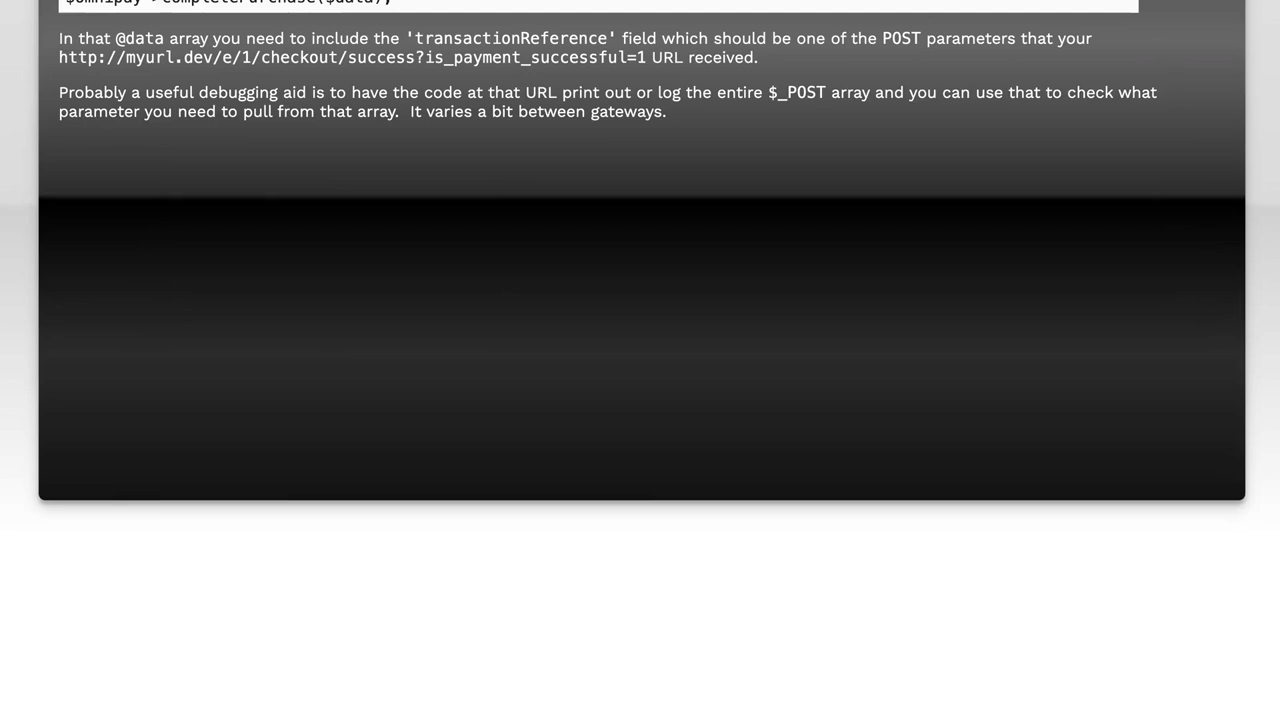 $omnipay->completePurchase($data);
In that @data array you need to include the 'transactionReference' field which should be one of the POST parameters that your
http://myurl.dev/e/1/checkout/success?is_payment_successful=1 URL received.
Probably a useful debugging aid is to have the code at that URL print out or log the entire $_POST array and you can use that to check what
parameter you need to pull from that array.  It varies a bit between gateways.